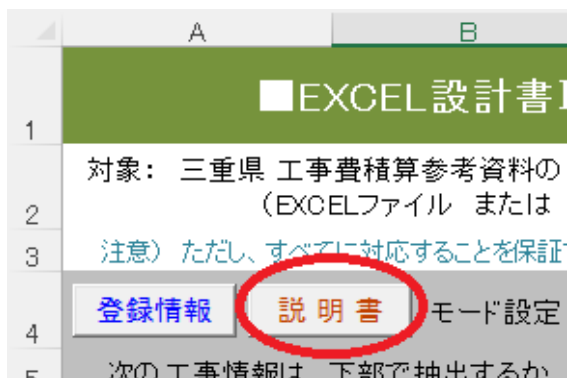 A B
1 ■EXCEL設計書
2 対象： 三重県 工事費積算参考資料の
（EXCELファイル または
3 注意） ただし、すべてに対応することを保証
4 登録情報 説 明 書 モード設定
5 次の工事情報は、下部で抽出するか